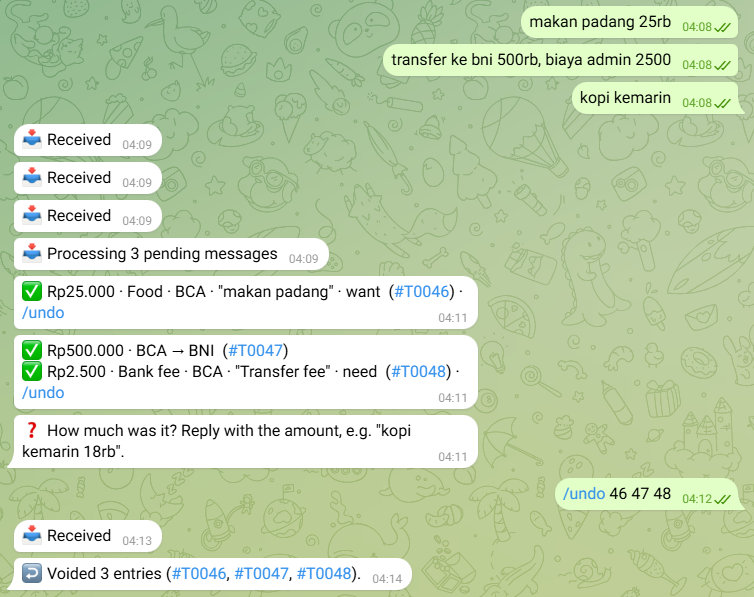 makan padang 25rb 04:08
transfer ke bni 500rb, biaya admin 2500 04:08
kopi kemarin 04:08
📥 Received 04:09
📥 Received 04:09
📥 Received 04:09
📥 Processing 3 pending messages 04:09
✅ Rp25.000 · Food · BCA · "makan padang" · want (#T0046) ·
/undo 04:11
✅ Rp500.000 · BCA → BNI (#T0047)
✅ Rp2.500 · Bank fee · BCA · "Transfer fee" · need (#T0048) ·
/undo 04:11
❓ How much was it? Reply with the amount, e.g. "kopi
kemarin 18rb". 04:11
/undo 46 47 48 04:12
📥 Received 04:13
↩️ Voided 3 entries (#T0046, #T0047, #T0048). 04:14